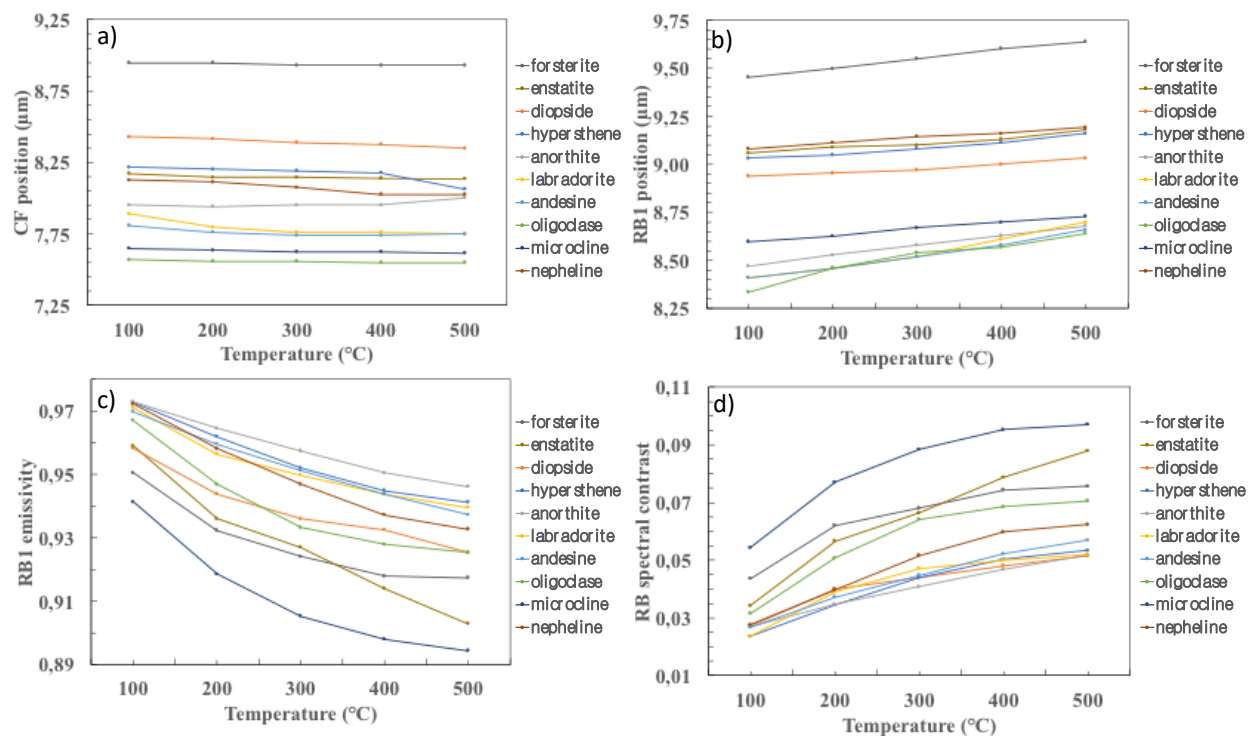 a)
CF position (µm)
9,25
8,75
8,25
7,75
7,25
100 200 300 400 500
Temperature (°C)
forsterite
enstatite
diopside
hypersthene
anorthite
labradorite
andesine
oligoclase
microcline
nepheline
b)
RB1 position (µm)
9,75
9,50
9,25
9,00
8,75
8,50
8,25
100 200 300 400 500
Temperature (°C)
forsterite
enstatite
diopside
hypersthene
anorthite
labradorite
andesine
oligoclase
microcline
nepheline
c)
RB1 emissivity
0,97
0,95
0,93
0,91
0,89
100 200 300 400 500
Temperature (°C)
forsterite
enstatite
diopside
hypersthene
anorthite
labradorite
andesine
oligoclase
microcline
nepheline
d)
RB spectral contrast
0,11
0,09
0,07
0,05
0,03
0,01
100 200 300 400 500
Temperature (°C)
forsterite
enstatite
diopside
hypersthene
anorthite
labradorite
andesine
oligoclase
microcline
nepheline